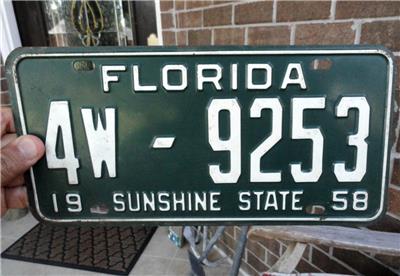 FLORIDA
4W - 9253
19 SUNSHINE STATE 58